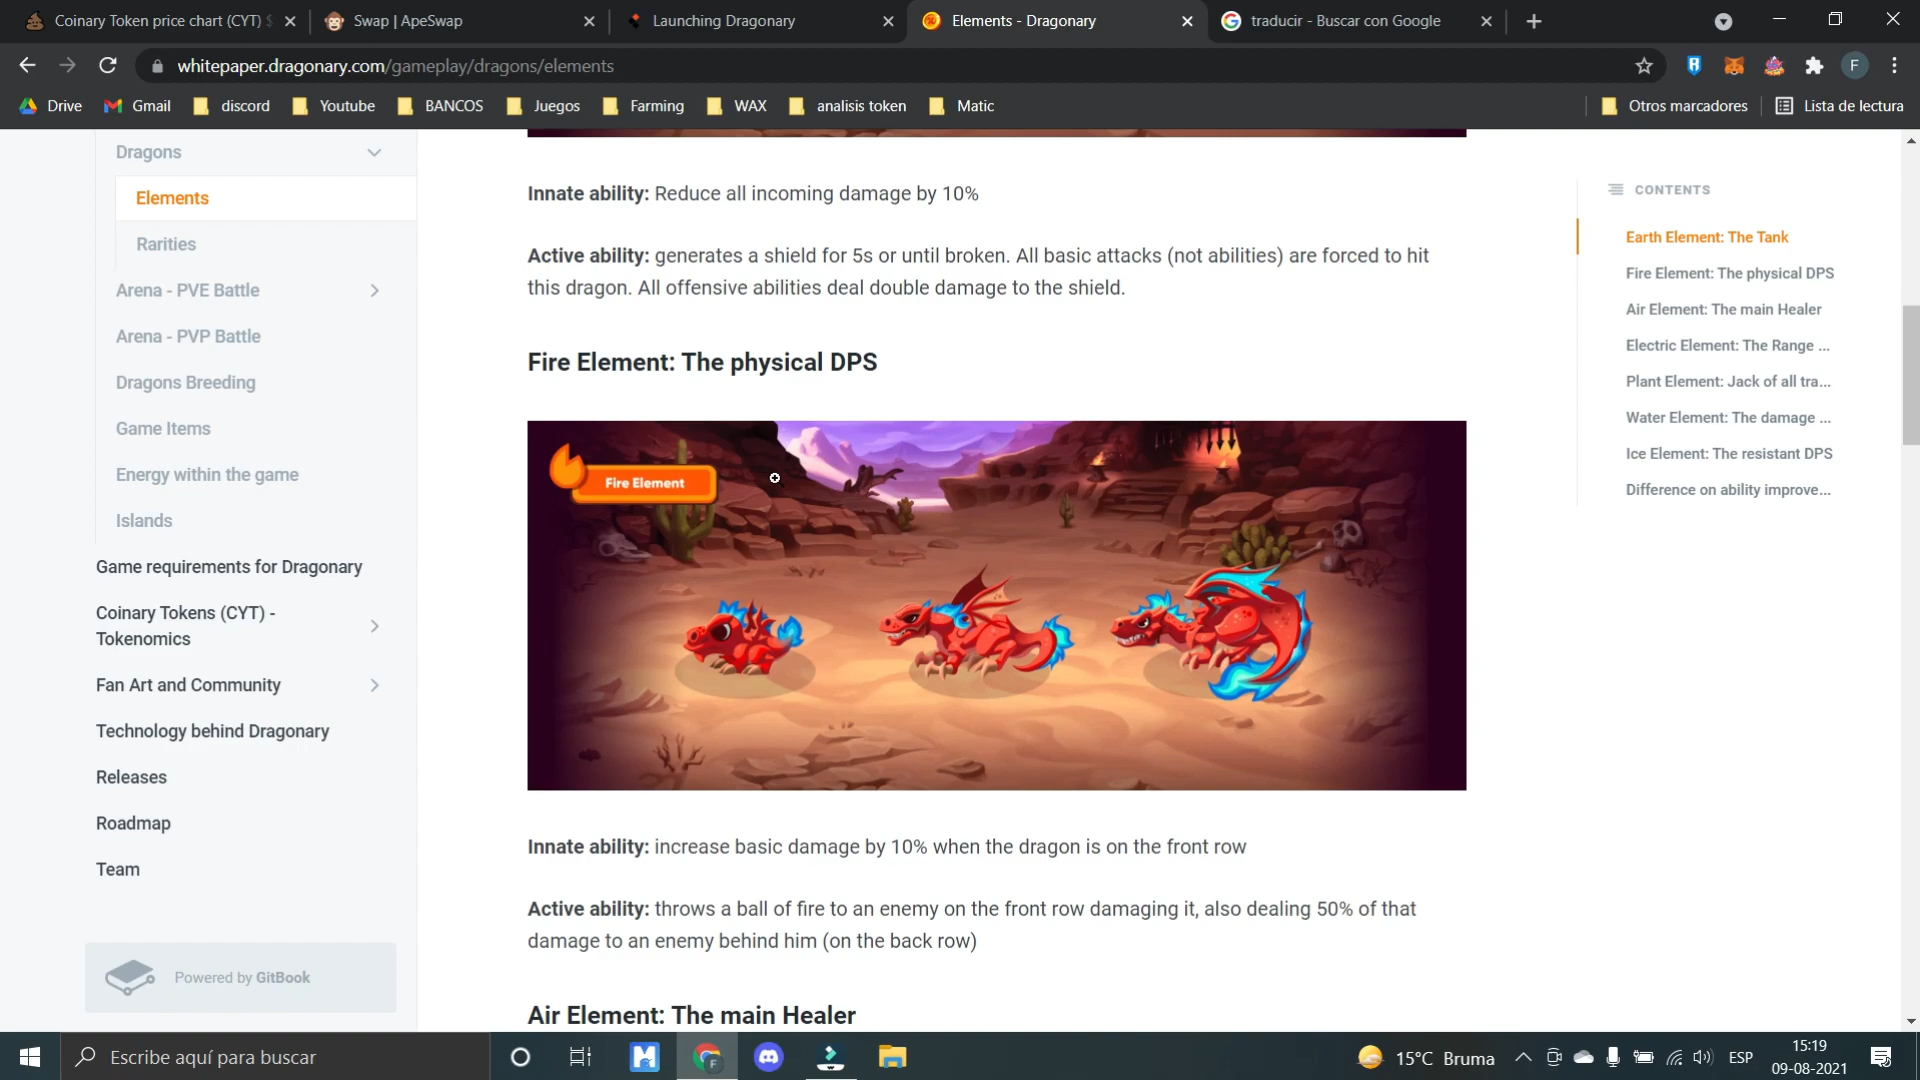 Coinary Token price chart (CYT) $
Swap | ApeSwap
Launching Dragonary
Elements - Dragonary
traducir - Buscar con Google
whitepaper.dragonary.com/gameplay/dragons/elements
F
Drive
Gmail
discord
Youtube
BANCOS
Juegos
Farming
WAX
analisis token
Matic
Otros marcadores
Lista de lectura
Dragons
Elements
Rarities
Arena - PVE Battle
Arena - PVP Battle
Dragons Breeding
Game Items
Energy within the game
Islands
Game requirements for Dragonary
Coinary Tokens (CYT) -
Tokenomics
Fan Art and Community
Technology behind Dragonary
Releases
Roadmap
Team
Powered by GitBook
Innate ability: Reduce all incoming damage by 10%
Active ability: generates a shield for 5s or until broken. All basic attacks (not abilities) are forced to hit
this dragon. All offensive abilities deal double damage to the shield.
Fire Element: The physical DPS
Fire Element
Innate ability: increase basic damage by 10% when the dragon is on the front row
Active ability: throws a ball of fire to an enemy on the front row damaging it, also dealing 50% of that
damage to an enemy behind him (on the back row)
Air Element: The main Healer
CONTENTS
Earth Element: The Tank
Fire Element: The physical DPS
Air Element: The main Healer
Electric Element: The Range ...
Plant Element: Jack of all tra...
Water Element: The damage ...
Ice Element: The resistant DPS
Difference on ability improve...
Escribe aquí para buscar
F
15°C Bruma
ESP
15:19
09-08-2021